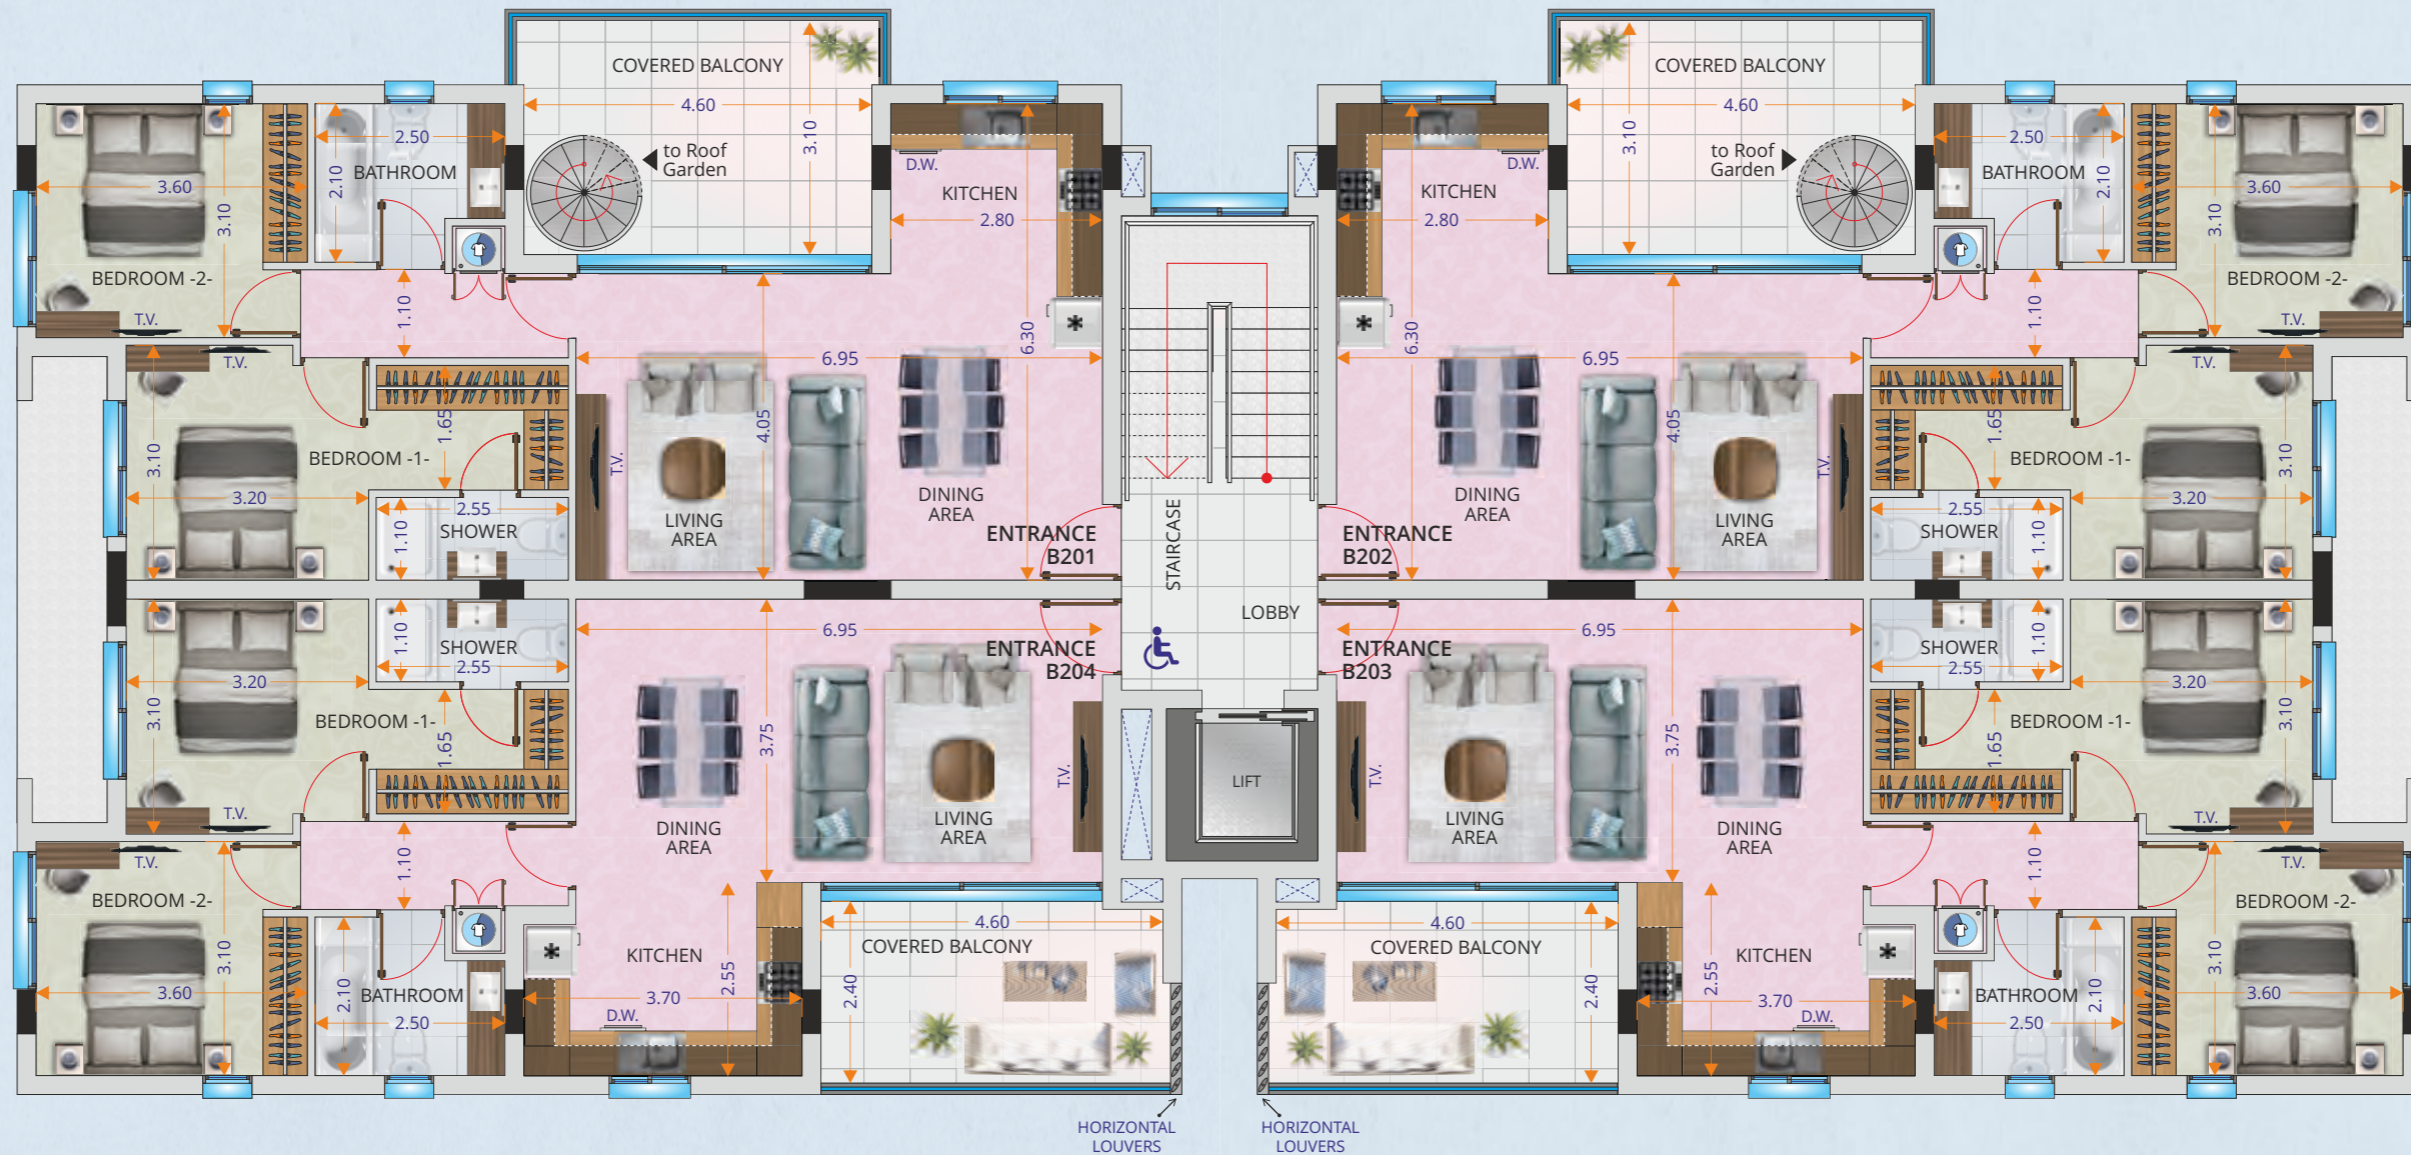 COVERED BALCONY
4.60
3.10
to Roof
Garden
3.60
3.10
BEDROOM -2-
T.V.
2.50
2.10
BATHROOM
1.10
D.W.
KITCHEN
2.80
6.30
6.95
4.05
T.V.
LIVING
AREA
DINING
AREA
ENTRANCE
B201
T.V.
3.10
1.65
BEDROOM -1-
3.20
2.55
1.10
SHOWER
COVERED BALCONY
4.60
3.10
to Roof
Garden
D.W.
KITCHEN
2.80
6.30
6.95
4.05
T.V.
DINING
AREA
LIVING
AREA
ENTRANCE
B202
2.50
2.10
BATHROOM
3.60
3.10
BEDROOM -2-
T.V.
1.10
T.V.
1.65
BEDROOM -1-
3.10
3.20
2.55
SHOWER
1.10
STAIRCASE
LOBBY
LIFT
1.10
SHOWER
2.55
3.20
3.10
BEDROOM -1-
1.65
T.V.
6.95
ENTRANCE
B204
3.75
T.V.
DINING
AREA
LIVING
AREA
1.10
T.V.
BEDROOM -2-
3.10
3.60
2.10
BATHROOM
2.50
KITCHEN
2.55
3.70
D.W.
4.60
COVERED BALCONY
2.40
HORIZONTAL
LOUVERS
6.95
ENTRANCE
B203
3.75
T.V.
LIVING
AREA
DINING
AREA
SHOWER
1.10
2.55
3.20
3.10
BEDROOM -1-
1.65
T.V.
1.10
T.V.
BEDROOM -2-
3.10
3.60
BATHROOM
2.10
2.50
KITCHEN
2.55
3.70
D.W.
4.60
COVERED BALCONY
2.40
HORIZONTAL
LOUVERS